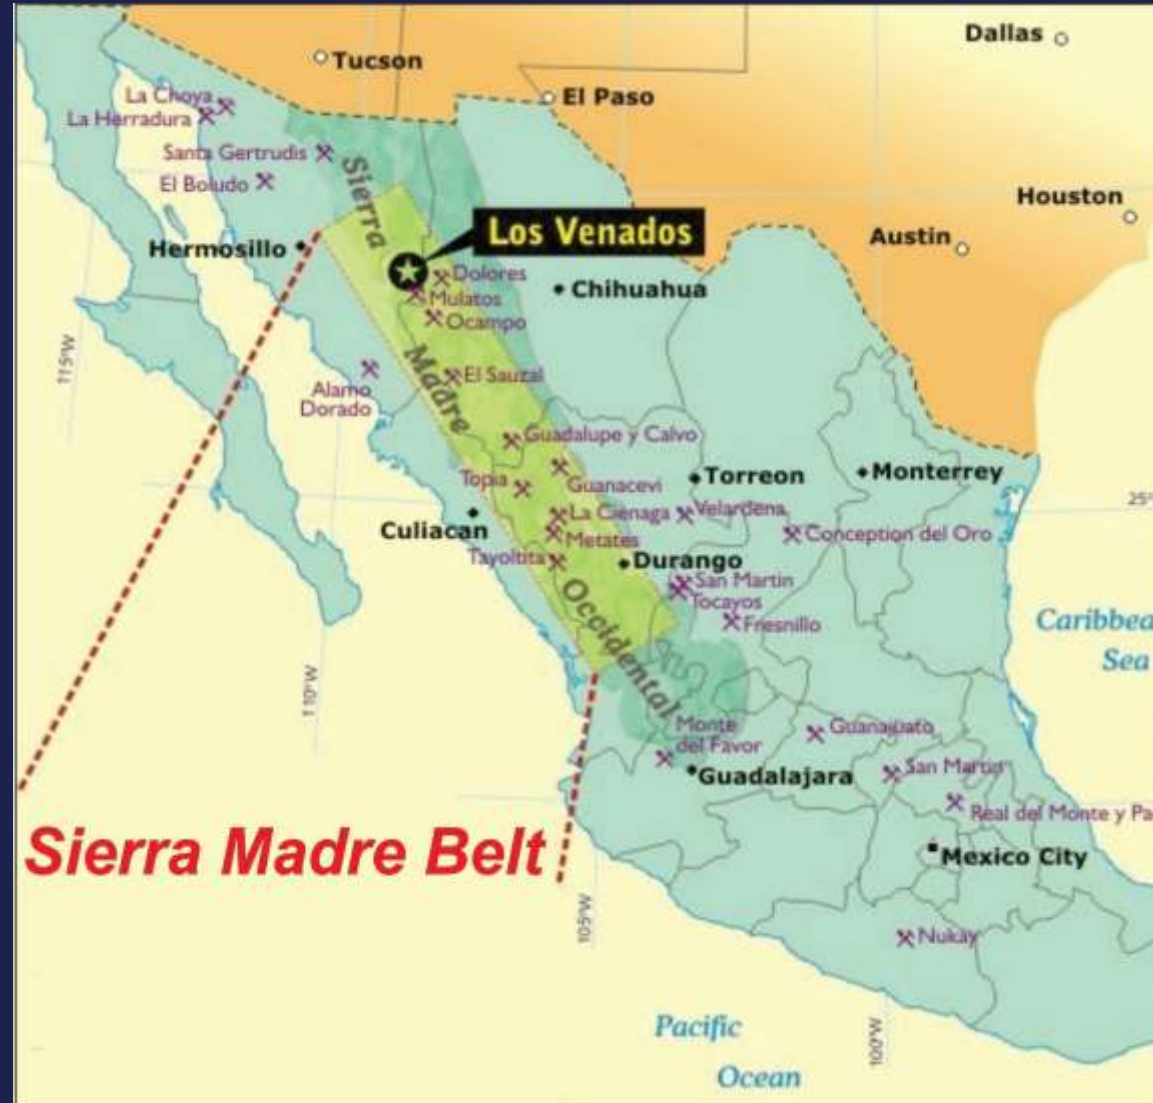 Dallas
Tucson
El Paso
La Choya
La Herradura
Santa Gertrudis
Sierra
El Boludo
Houston
Los Venados
Austin
Hermosillo
Dolores
Chihuahua
Mulatos
Ocampo
115°W
Madre
El Sauzal
Alamo
Dorado
Guadalupe y Calvo
Torreon
Monterrey
Topia
Guanacevi
25°
La Cienaga
Velardena
Culiacan
Conception del Oro
Metates
Tayoltita
Durango
San Martin
Tocayos
Occidental
Fresnillo
Caribbea
Sea
110°W
Monte
del Favor
Guanajuato
Guadalajara
San Martin
Real del Monte y Pa
Sierra Madre Belt
Mexico City
105°W
Nukay
Pacific
Ocean
100°W